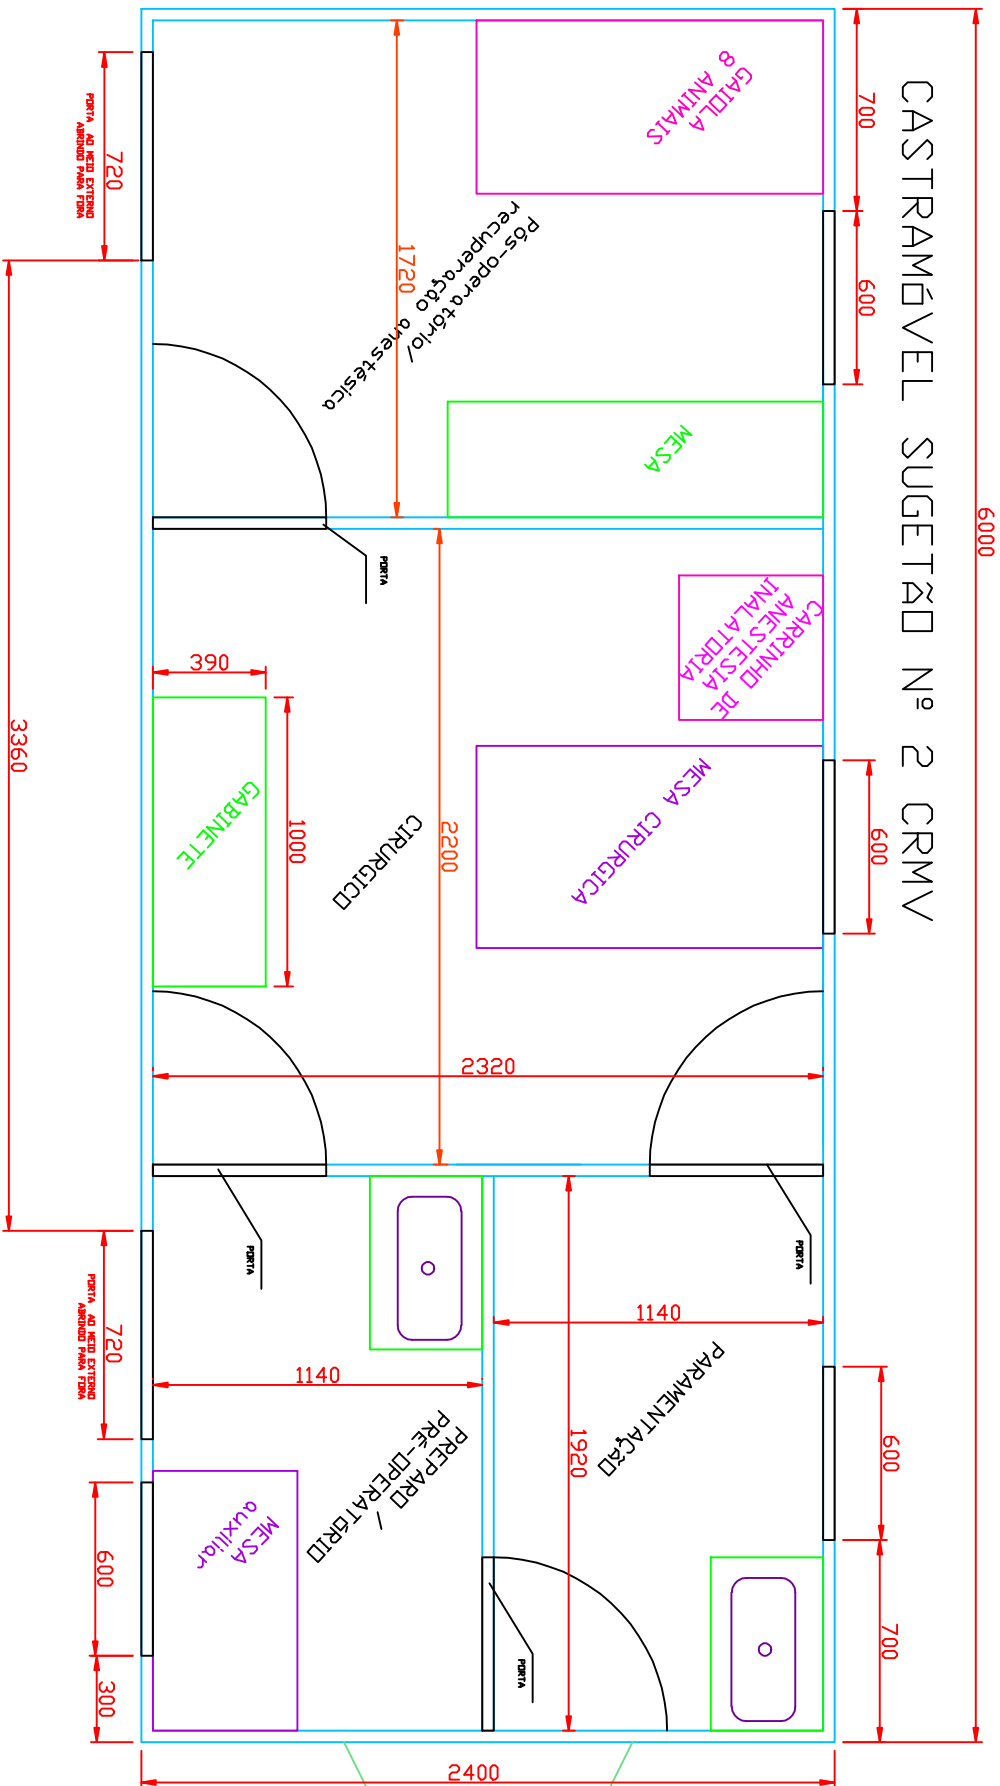 CASTRAMÓVEL SUGETÃO Nº 2 CRMV
6000
700
600
600
600
700
GAIOLA
8 ANIMAIS
MESA
CARRINHO DE
ANESTESIA
INALATORIA
MESA CIRURGICA
PARAMENTAÇÃO
1140
PORTA
Pós-operatório/
recuperação anestésica
1720
PORTA
2200
CIRURGICO
2320
1920
PORTA
390
1000
GABINETE
PORTA
1140
PREPARO /
PRÉ-OPERATÓRIO
MESA
auxiliar
720
PORTA AO MEIO EXTERNO
ABRINDO PARA FORA
3360
720
PORTA AO MEIO EXTERNO
ABRINDO PARA FORA
600
300
2400